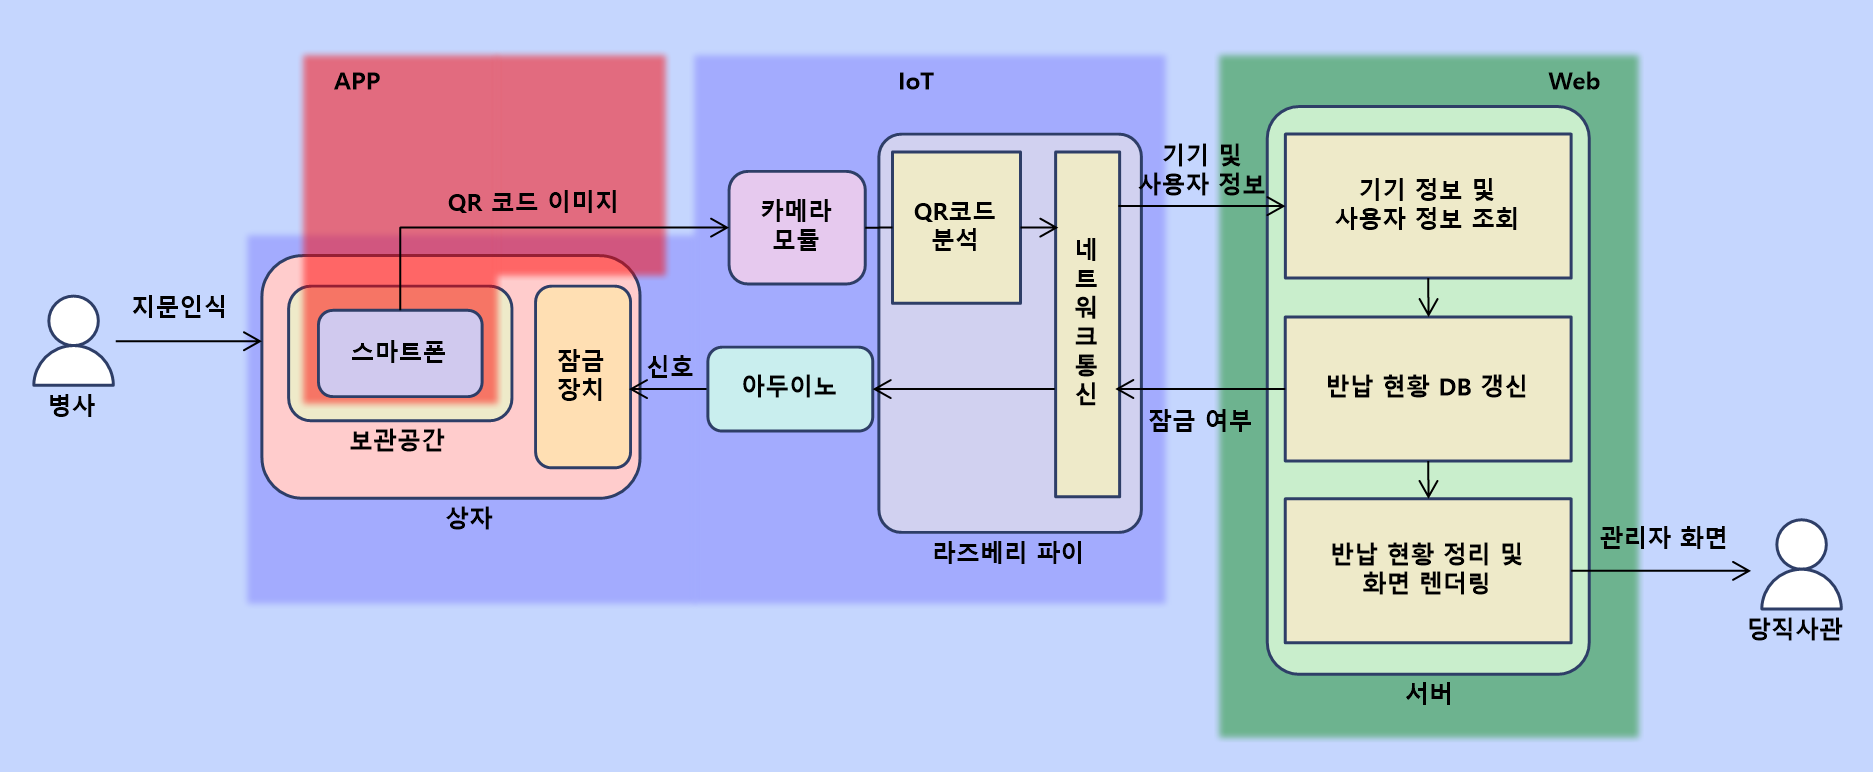 APP
IoT
Web
QR 코드 이미지
카메라
모듈
QR코드
분석
네
트
워
크
통
신
기기 및
사용자 정보
기기 정보 및
사용자 정보 조회
지문인식
병사
스마트폰
보관공간
잠금
장치
상자
신호
아두이노
라즈베리 파이
잠금 여부
반납 현황 DB 갱신
반납 현황 정리 및
화면 렌더링
서버
관리자 화면
당직사관